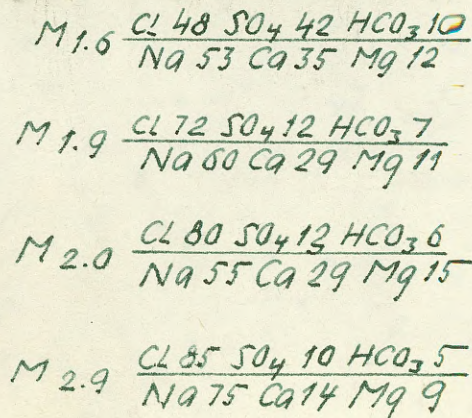 M 1.6 Cl 48 SO4 42 HCO3 10
Na 53 Ca 35 Mg 12
M 1.9 Cl 72 SO4 12 HCO3 7
Na 60 Ca 29 Mg 11
M 2.0 Cl 80 SO4 12 HCO3 6
Na 55 Ca 29 Mg 15
M 2.9 Cl 85 SO4 10 HCO3 5
Na 75 Ca 14 Mg 9